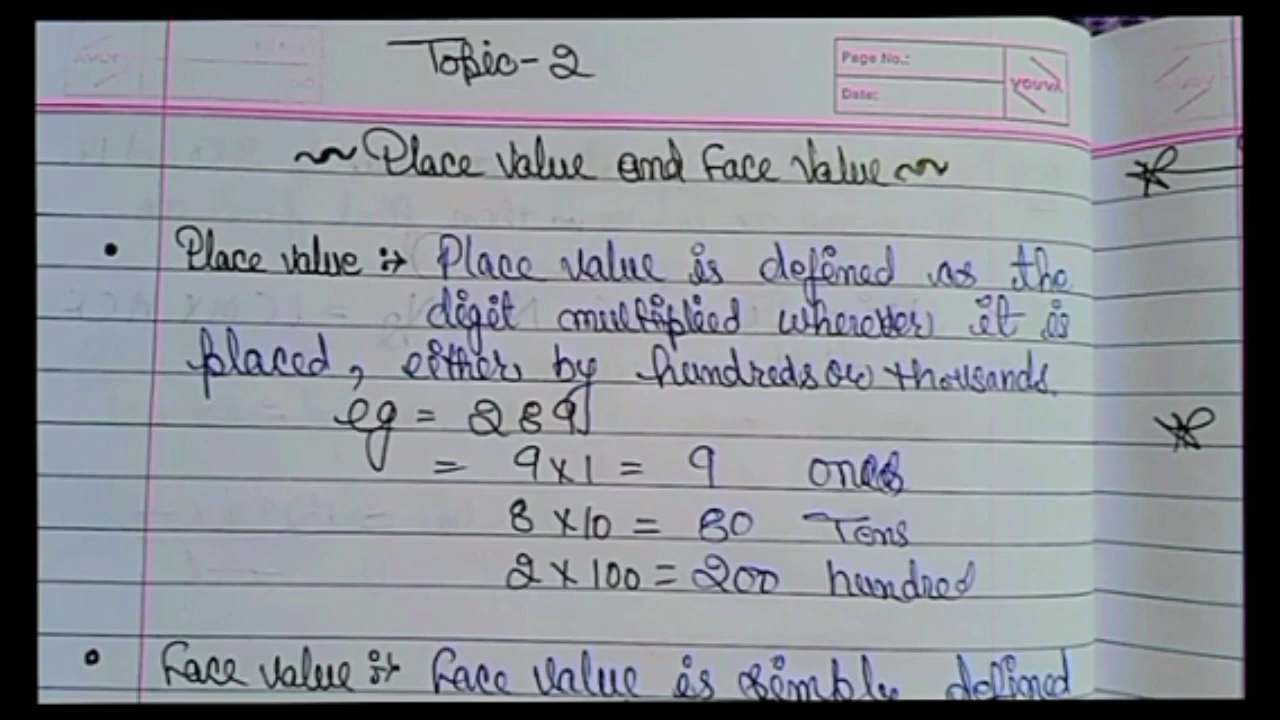 Topic-2
Page No.:
Date:
YOUVA
Place Value and Face Value
• Place value :→ Place value is defined as the
digit multiplied wherever it is
placed, either by hundreds or thousands.
eg = 289
= 9 x 1 = 9 ones
8 x 10 = 80 Tens
2 x 100 = 200 hundred
• Face value :→ Face value is simply defined